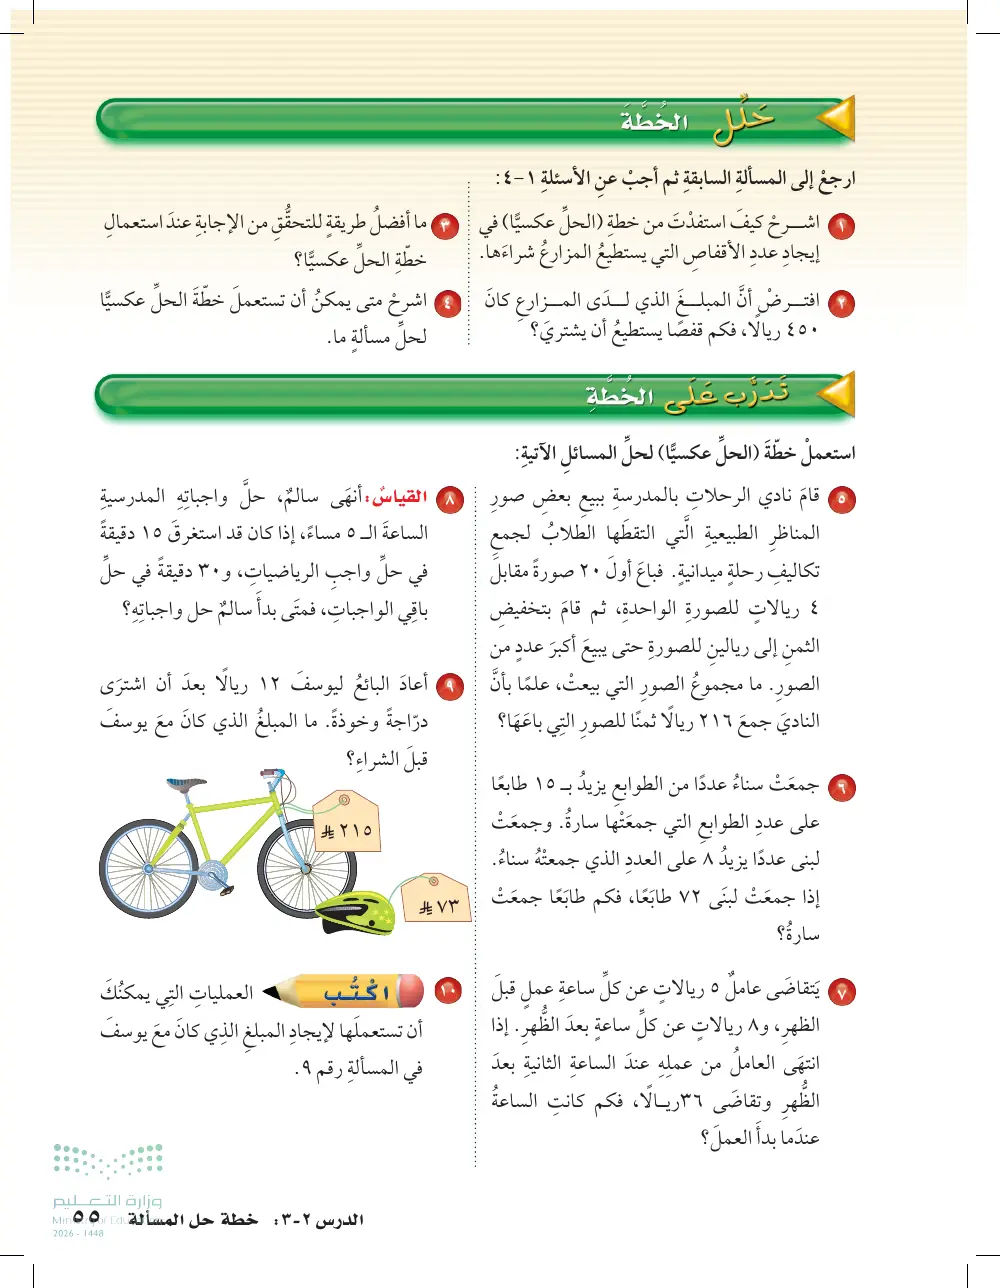 حَلِّل الخُطَّةَ
ارجعْ إلى المسألةِ السابقةِ ثم أجبْ عنِ الأسئلةِ ١-٤:
١ اشـــرحْ كيفَ استفدْتَ من خطةِ (الحلِّ عكسيًّا) في
إيجادِ عددِ الأقفاصِ التي يستطيعُ المزارعُ شراءَها.
٢ افتـــرضْ أنَّ المبلـــغَ الذي لـــدَى المـــزارعِ كانَ
٤٥٠ ريالًا، فكم قفصًا يستطيعُ أن يشتريَ؟
٣ ما أفضلُ طريقةٍ للتحقُّقِ من الإجابةِ عندَ استعمالِ
خطّةِ الحلِّ عكسيًّا؟
٤ اشرحْ متى يمكنُ أن تستعملَ خطّةَ الحلِّ عكسيًّا
لحلِّ مسألةٍ ما.
تَدَرَّب عَلَى الخُطَّةِ
استعملْ خطّةَ (الحلِّ عكسيًّا) لحلِّ المسائلِ الآتيةِ:
٥ قامَ نادي الرحلاتِ بالمدرسةِ ببيعِ بعضِ صورِ
المناظرِ الطبيعيةِ الَّتي التقطَها الطلابُ لجمعِ
تكاليفِ رحلةٍ ميدانيةٍ. فباعَ أولَ ٢٠ صورةً مقابلَ
٤ ريالاتٍ للصورةِ الواحدةِ، ثم قامَ بتخفيضِ
الثمنِ إلى ريالينِ للصورةِ حتى يبيعَ أكبرَ عددٍ من
الصورِ. ما مجموعُ الصورِ التي بيعتْ، علمًا بأنَّ
الناديَ جمعَ ٢١٦ ريالًا ثمنًا للصورِ التِي باعَهَا؟
٦ جمعَتْ سناءُ عددًا من الطوابعِ يزيدُ بـ ١٥ طابعًا
على عددِ الطوابعِ التي جمعَتْها سارةُ. وجمعَتْ
لبنى عددًا يزيدُ ٨ على العددِ الذي جمعتْهُ سناءُ.
إذا جمعَتْ لبنَى ٧٢ طابَعًا، فكم طابَعًا جمعَتْ
سارةُ؟
٧ يَتقاضَى عاملٌ ٥ ريالاتٍ عن كلِّ ساعةِ عملٍ قبلَ
الظهرِ، و٨ ريالاتٍ عن كلِّ ساعةٍ بعدَ الظُّهرِ. إذا
انتهَى العاملُ من عملِهِ عندَ الساعةِ الثانيةِ بعدَ
الظُّهرِ وتقاضَى ٣٦ريــالًا، فكم كانتِ الساعةُ
عندَما بدأَ العملَ؟
٨ القياسُ: أنهَى سالمٌ، حلَّ واجباتِهِ المدرسيةِ
الساعةَ الـ ٥ مساءً، إذا كان قد استغرقَ ١٥ دقيقةً
في حلِّ واجبِ الرياضياتِ، و٣٠ دقيقةً في حلِّ
باقِي الواجباتِ، فمتَى بدأَ سالمٌ حل واجباتِهِ؟
٩ أعادَ البائعُ ليوسفَ ١٢ ريالًا بعدَ أن اشترَى
درّاجةً وخوذةً. ما المبلغُ الذي كانَ معَ يوسفَ
قبلَ الشراءِ؟
٢١٥
٧٣
١٠ اكْتُـب العملياتِ التِي يمكنُكَ
أن تستعملَها لإيجادِ المبلغِ الذِي كانَ معَ يوسفَ
في المسألةِ رقم ٩.
وزارة التعـــليم
Ministry of Education
2026 - 1448
الدرس ٢-٣: خطة حل المسألة ٥٥